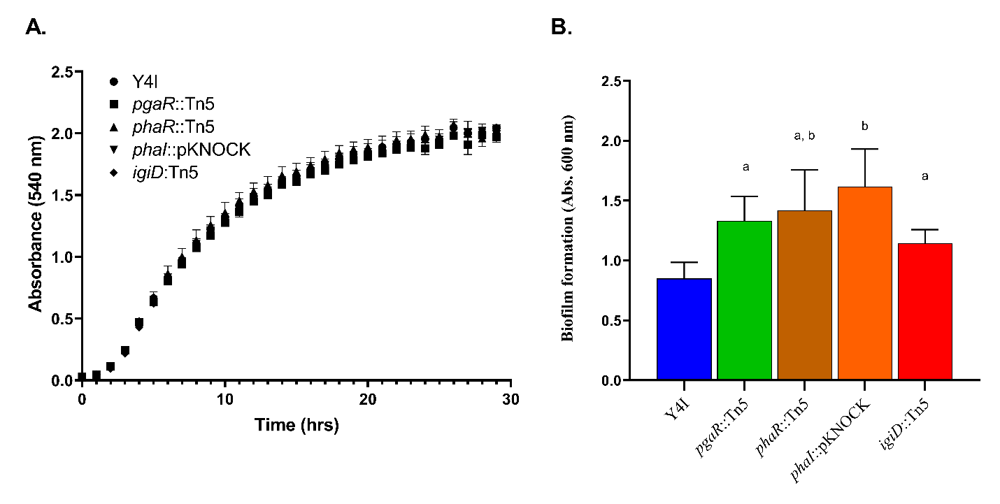 A.
2.5
2.0
1.5
1.0
0.5
0.0
Absorbance (540 nm)
Y4I
pgaR::Tn5
phaR::Tn5
phaI::pKNOCK
igiD:Tn5
0
10
20
30
Time (hrs)
B.
2.5
2.0
1.5
1.0
0.5
0.0
Biofilm formation (Abs. 600 nm)
a
a, b
b
a
Y4I
pgaR::Tn5
phaR::Tn5
phaI::pKNOCK
igiD::Tn5